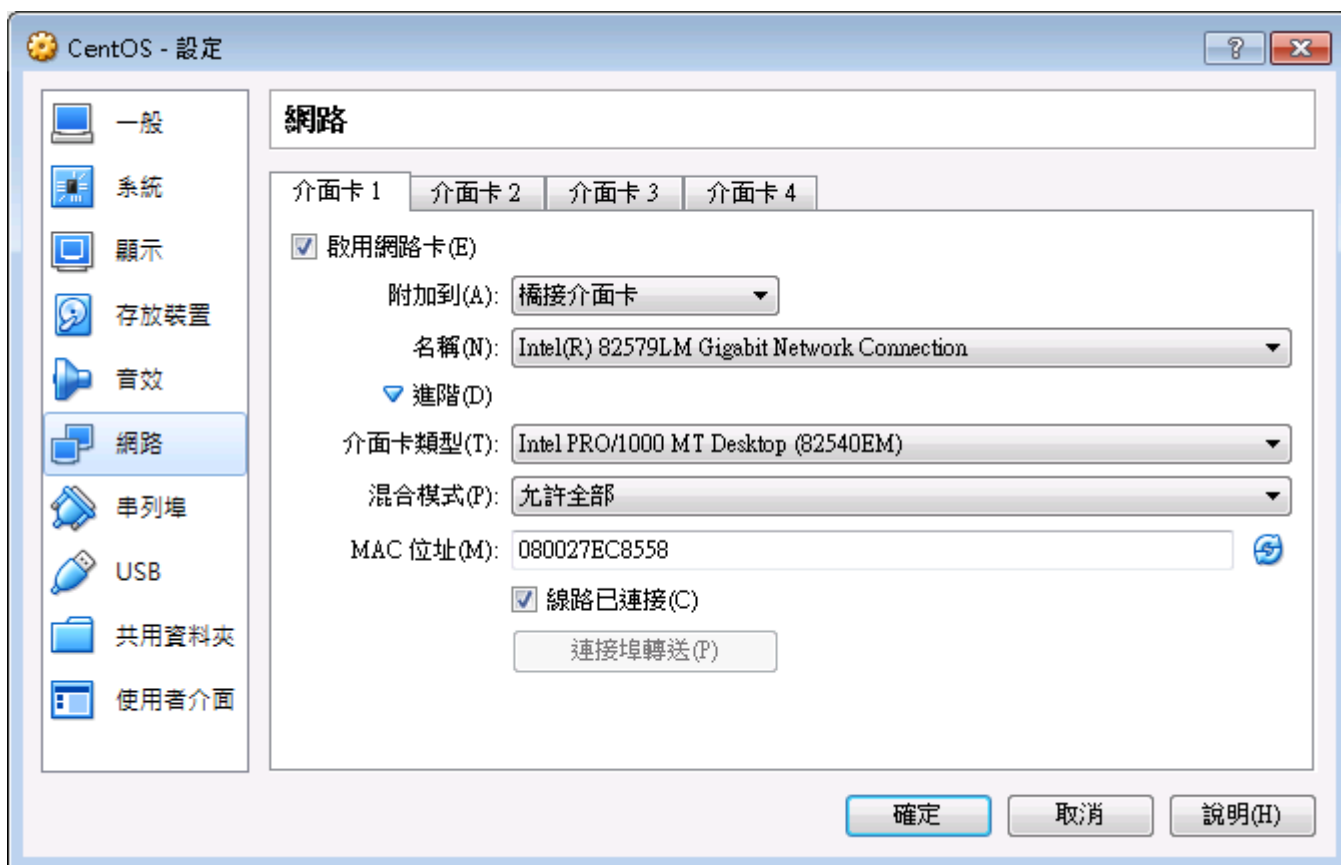 CentOS - 設定
一般
系統
顯示
存放裝置
音效
網路
串列埠
USB
共用資料夾
使用者介面
網路
介面卡 1 介面卡 2 介面卡 3 介面卡 4
啟用網路卡(E)
附加到(A): 橋接介面卡
名稱(N): Intel(R) 82579LM Gigabit Network Connection
進階(D)
介面卡類型(T): Intel PRO/1000 MT Desktop (82540EM)
混合模式(P): 允許全部
MAC 位址(M): 080027EC8558
線路已連接(C)
連接埠轉送(P)
確定 取消 說明(H)